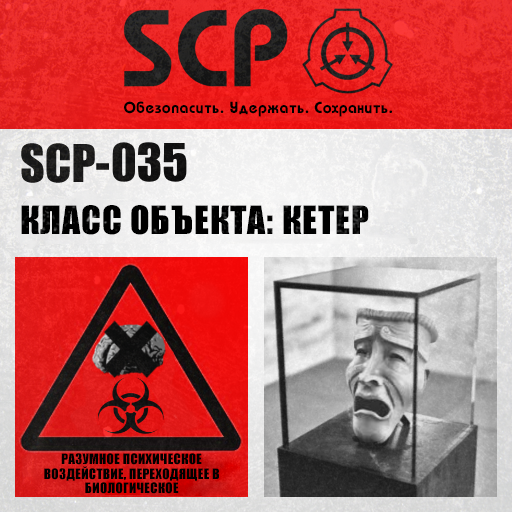 SCP
Обезопасить. Удержать. Сохранить.
SCP-035
КЛАСС ОБЪЕКТА: КЕТЕР
РАЗУМНОЕ ПСИХИЧЕСКОЕ
ВОЗДЕЙСТВИЕ, ПЕРЕХОДЯЩЕЕ В
БИОЛОГИЧЕСКОЕ